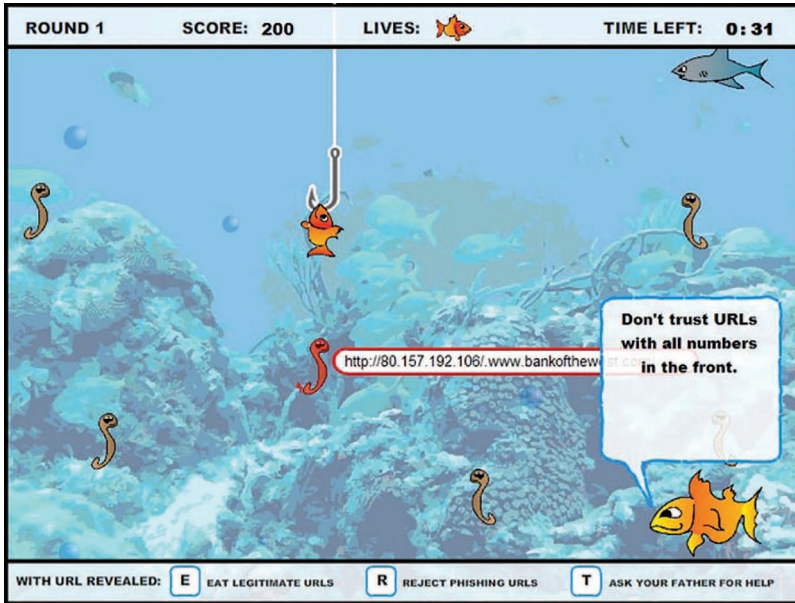 ROUND 1 SCORE: 200 LIVES: TIME LEFT: 0:31
Don't trust URLs
with all numbers
in the front.
http://80.157.192.106/.www.bankofthewest.com/
WITH URL REVEALED: E EAT LEGITIMATE URLS R REJECT PHISHING URLS T ASK YOUR FATHER FOR HELP